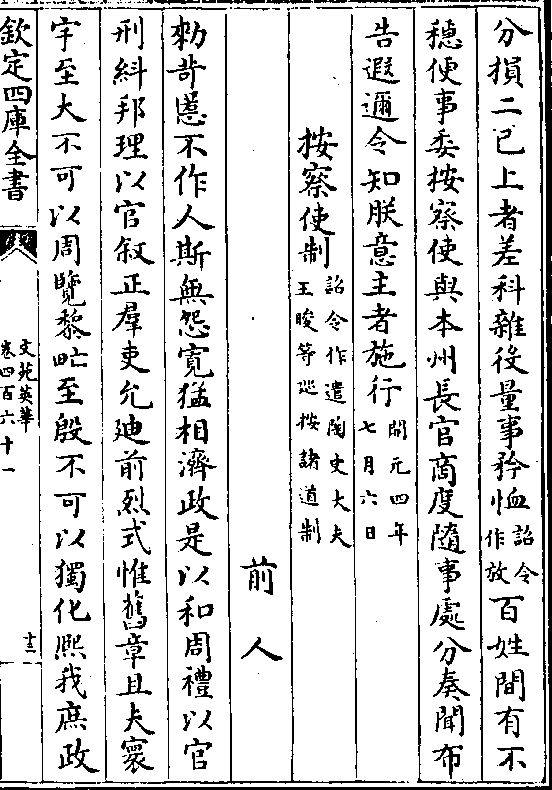 分損二已上者差科雜役量事矜恤詔令作放百姓間有不
穏便事委按察使與本州長官商度隨事處分奏聞布
告遐邇令知朕意主者施行開元四年七月六日
按察使制詔令作遣陶史大夫王晙等巡按諸道制
前人
勅苛慝不作人斯無怨寛猛相濟政是以和周禮以官
刑糾邦理以官叙正羣吏允廸前烈式惟舊章且夫寰
宇至大不可以周覽黎甿至殷不可以獨化熈我庶政
欽定四庫全書
文苑英華
卷四百六十一
十三